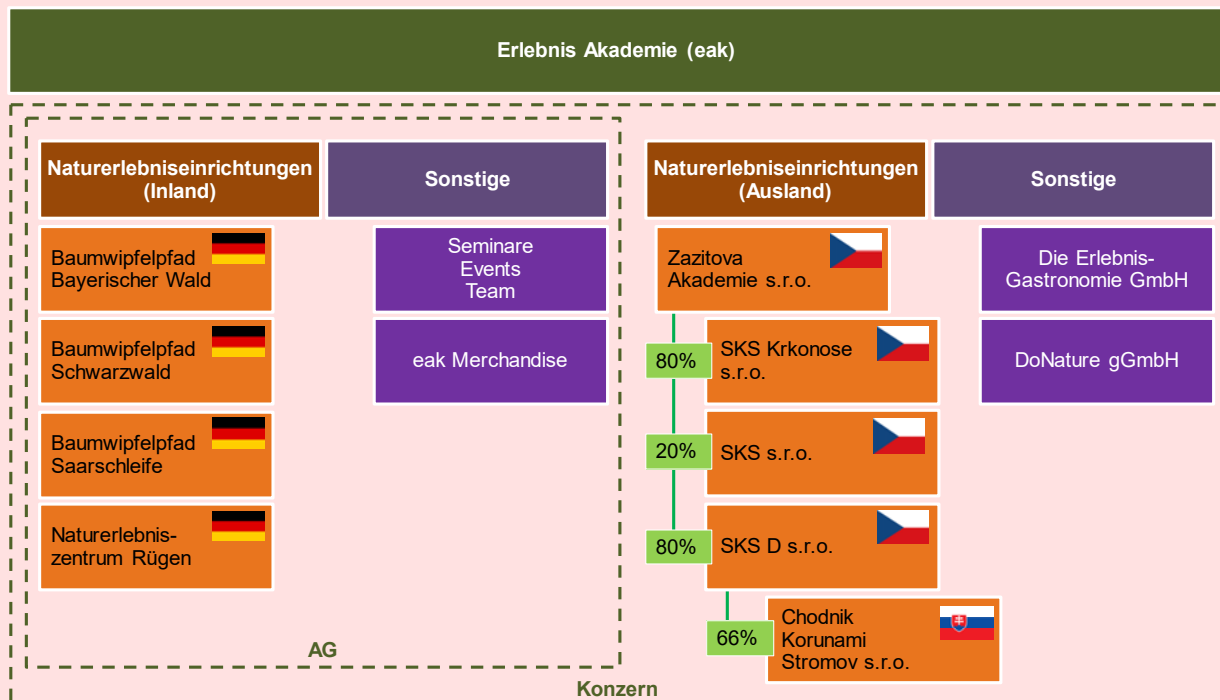 Erlebnis Akademie (eak)
Naturerlebniseinrichtungen
(Inland)
Sonstige
Baumwipfelpfad
Bayerischer Wald
Seminare
Events
Team
Baumwipfelpfad
Schwarzwald
eak Merchandise
Baumwipfelpfad
Saarschleife
Naturerlebnis-
zentrum Rügen
AG
Naturerlebniseinrichtungen
(Ausland)
Sonstige
Zazitova
Akademie s.r.o.
Die Erlebnis-
Gastronomie GmbH
80%
SKS Krkonose
s.r.o.
DoNature gGmbH
20%
SKS s.r.o.
80%
SKS D s.r.o.
66%
Chodnik
Korunami
Stromov s.r.o.
Konzern